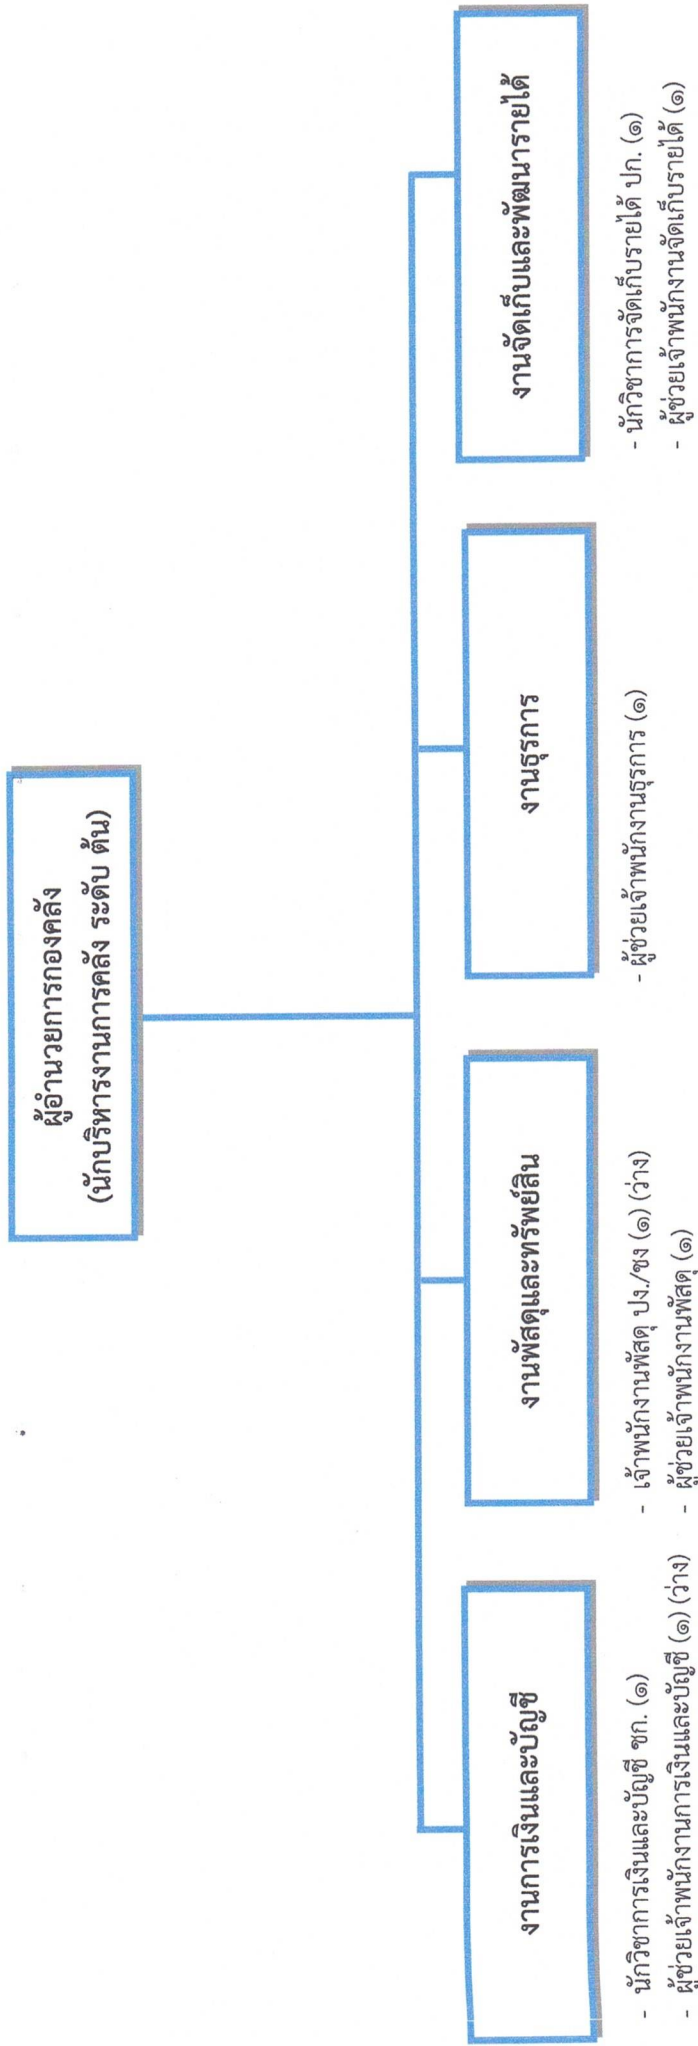 ผู้อำนวยการกองคลัง
(นักบริหารงานการคลัง ระดับ ต้น)
งานการเงินและบัญชี
- นักวิชาการเงินและบัญชี ชก. (๑)
- ผู้ช่วยเจ้าพนักงานการเงินและบัญชี (๑) (ว่าง)
งานพัสดุและทรัพย์สิน
- เจ้าพนักงานพัสดุ ปง./ชง (๑) (ว่าง)
- ผู้ช่วยเจ้าพนักงานพัสดุ (๑)
งานธุรการ
- ผู้ช่วยเจ้าพนักงานธุรการ (๑)
งานจัดเก็บและพัฒนารายได้
- นักวิชาการจัดเก็บรายได้ ปก. (๑)
- ผู้ช่วยเจ้าพนักงานจัดเก็บรายได้ (๑)